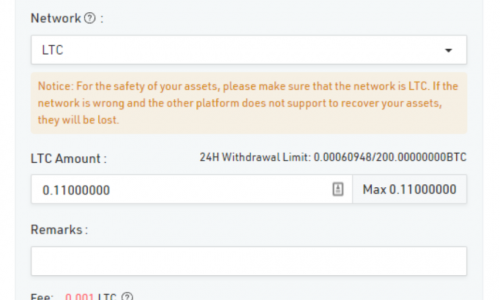 Network ? :
LTC
Notice: For the safety of your assets, please make sure that the network is LTC. If the
network is wrong and the other platform does not support to recover your assets,
they will be lost.
LTC Amount : 24H Withdrawal Limit: 0.00060948/200.00000000BTC
0.11000000 Max 0.11000000
Remarks :
Fee: 0.001 LTC ?